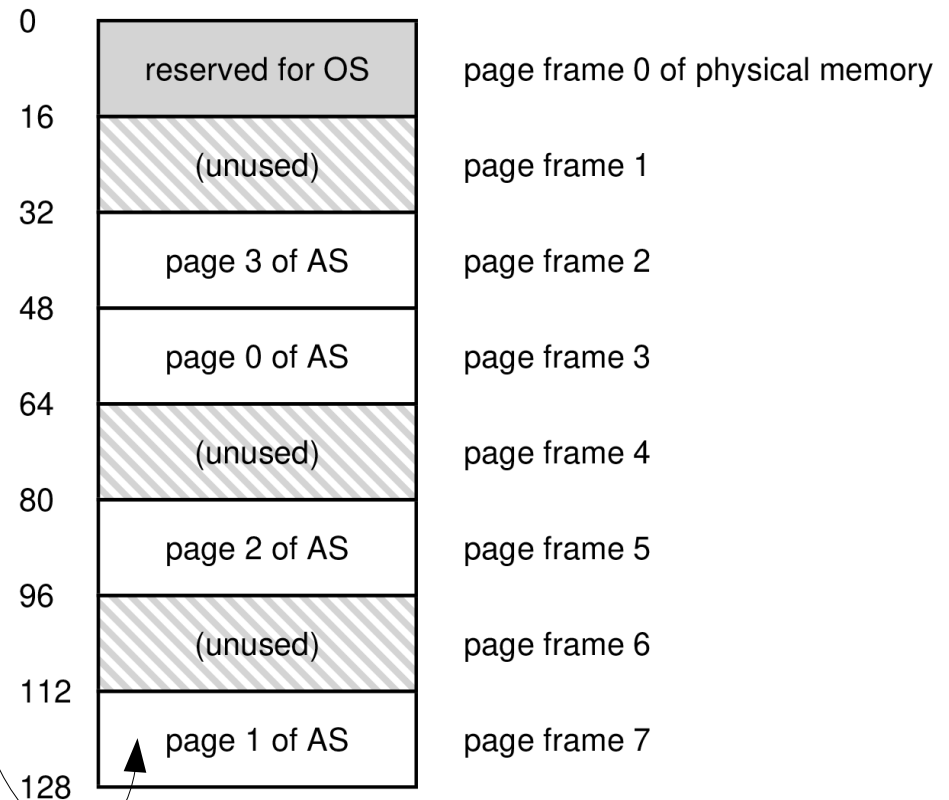 0
reserved for OS page frame 0 of physical memory
16
(unused) page frame 1
32
page 3 of AS page frame 2
48
page 0 of AS page frame 3
64
(unused) page frame 4
80
page 2 of AS page frame 5
96
(unused) page frame 6
112
page 1 of AS page frame 7
128